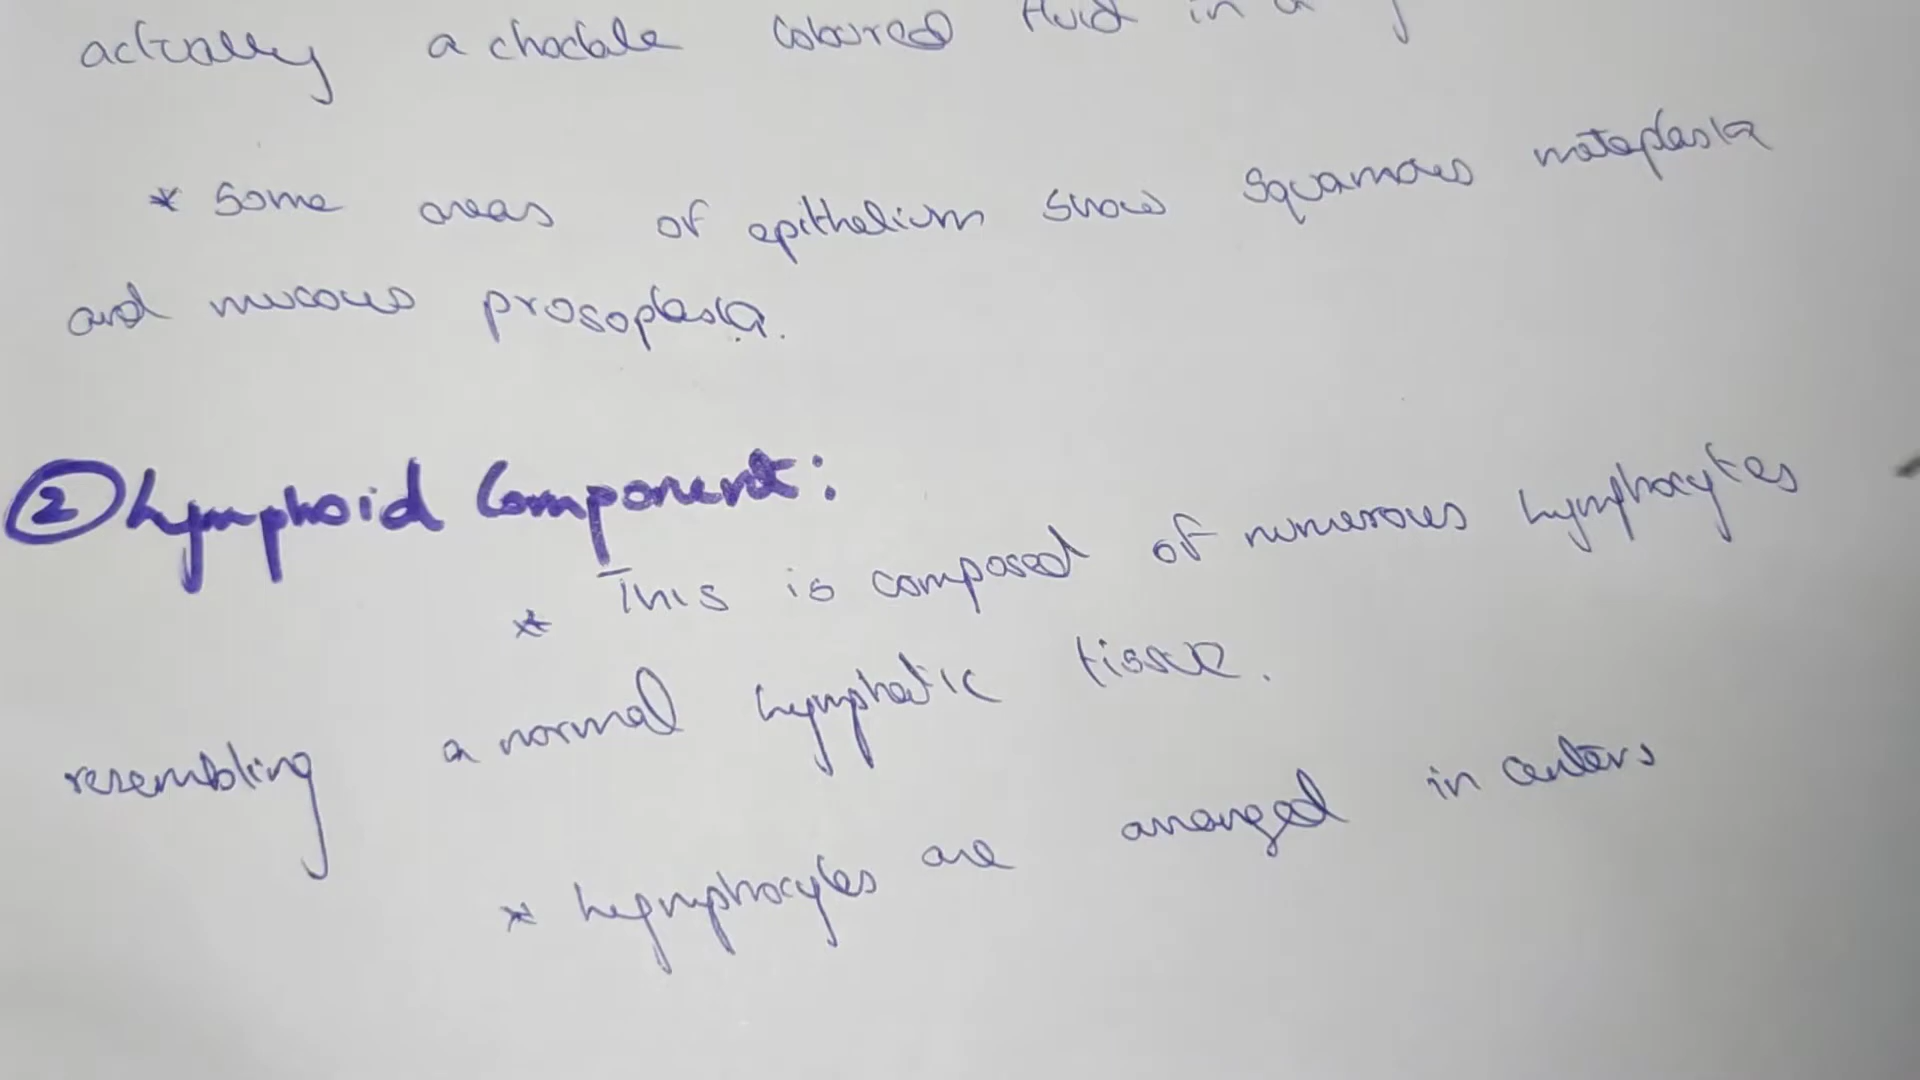 actually a choclate coloured fluid in a
* Some areas of epithelium show Squamous metaplasia
and mucous prosoplasia.
② Lymphoid Component:
* This is composed of numerous lymphocytes
resembling a normal lymphatic tissue.
* Lymphocytes are arranged in centers